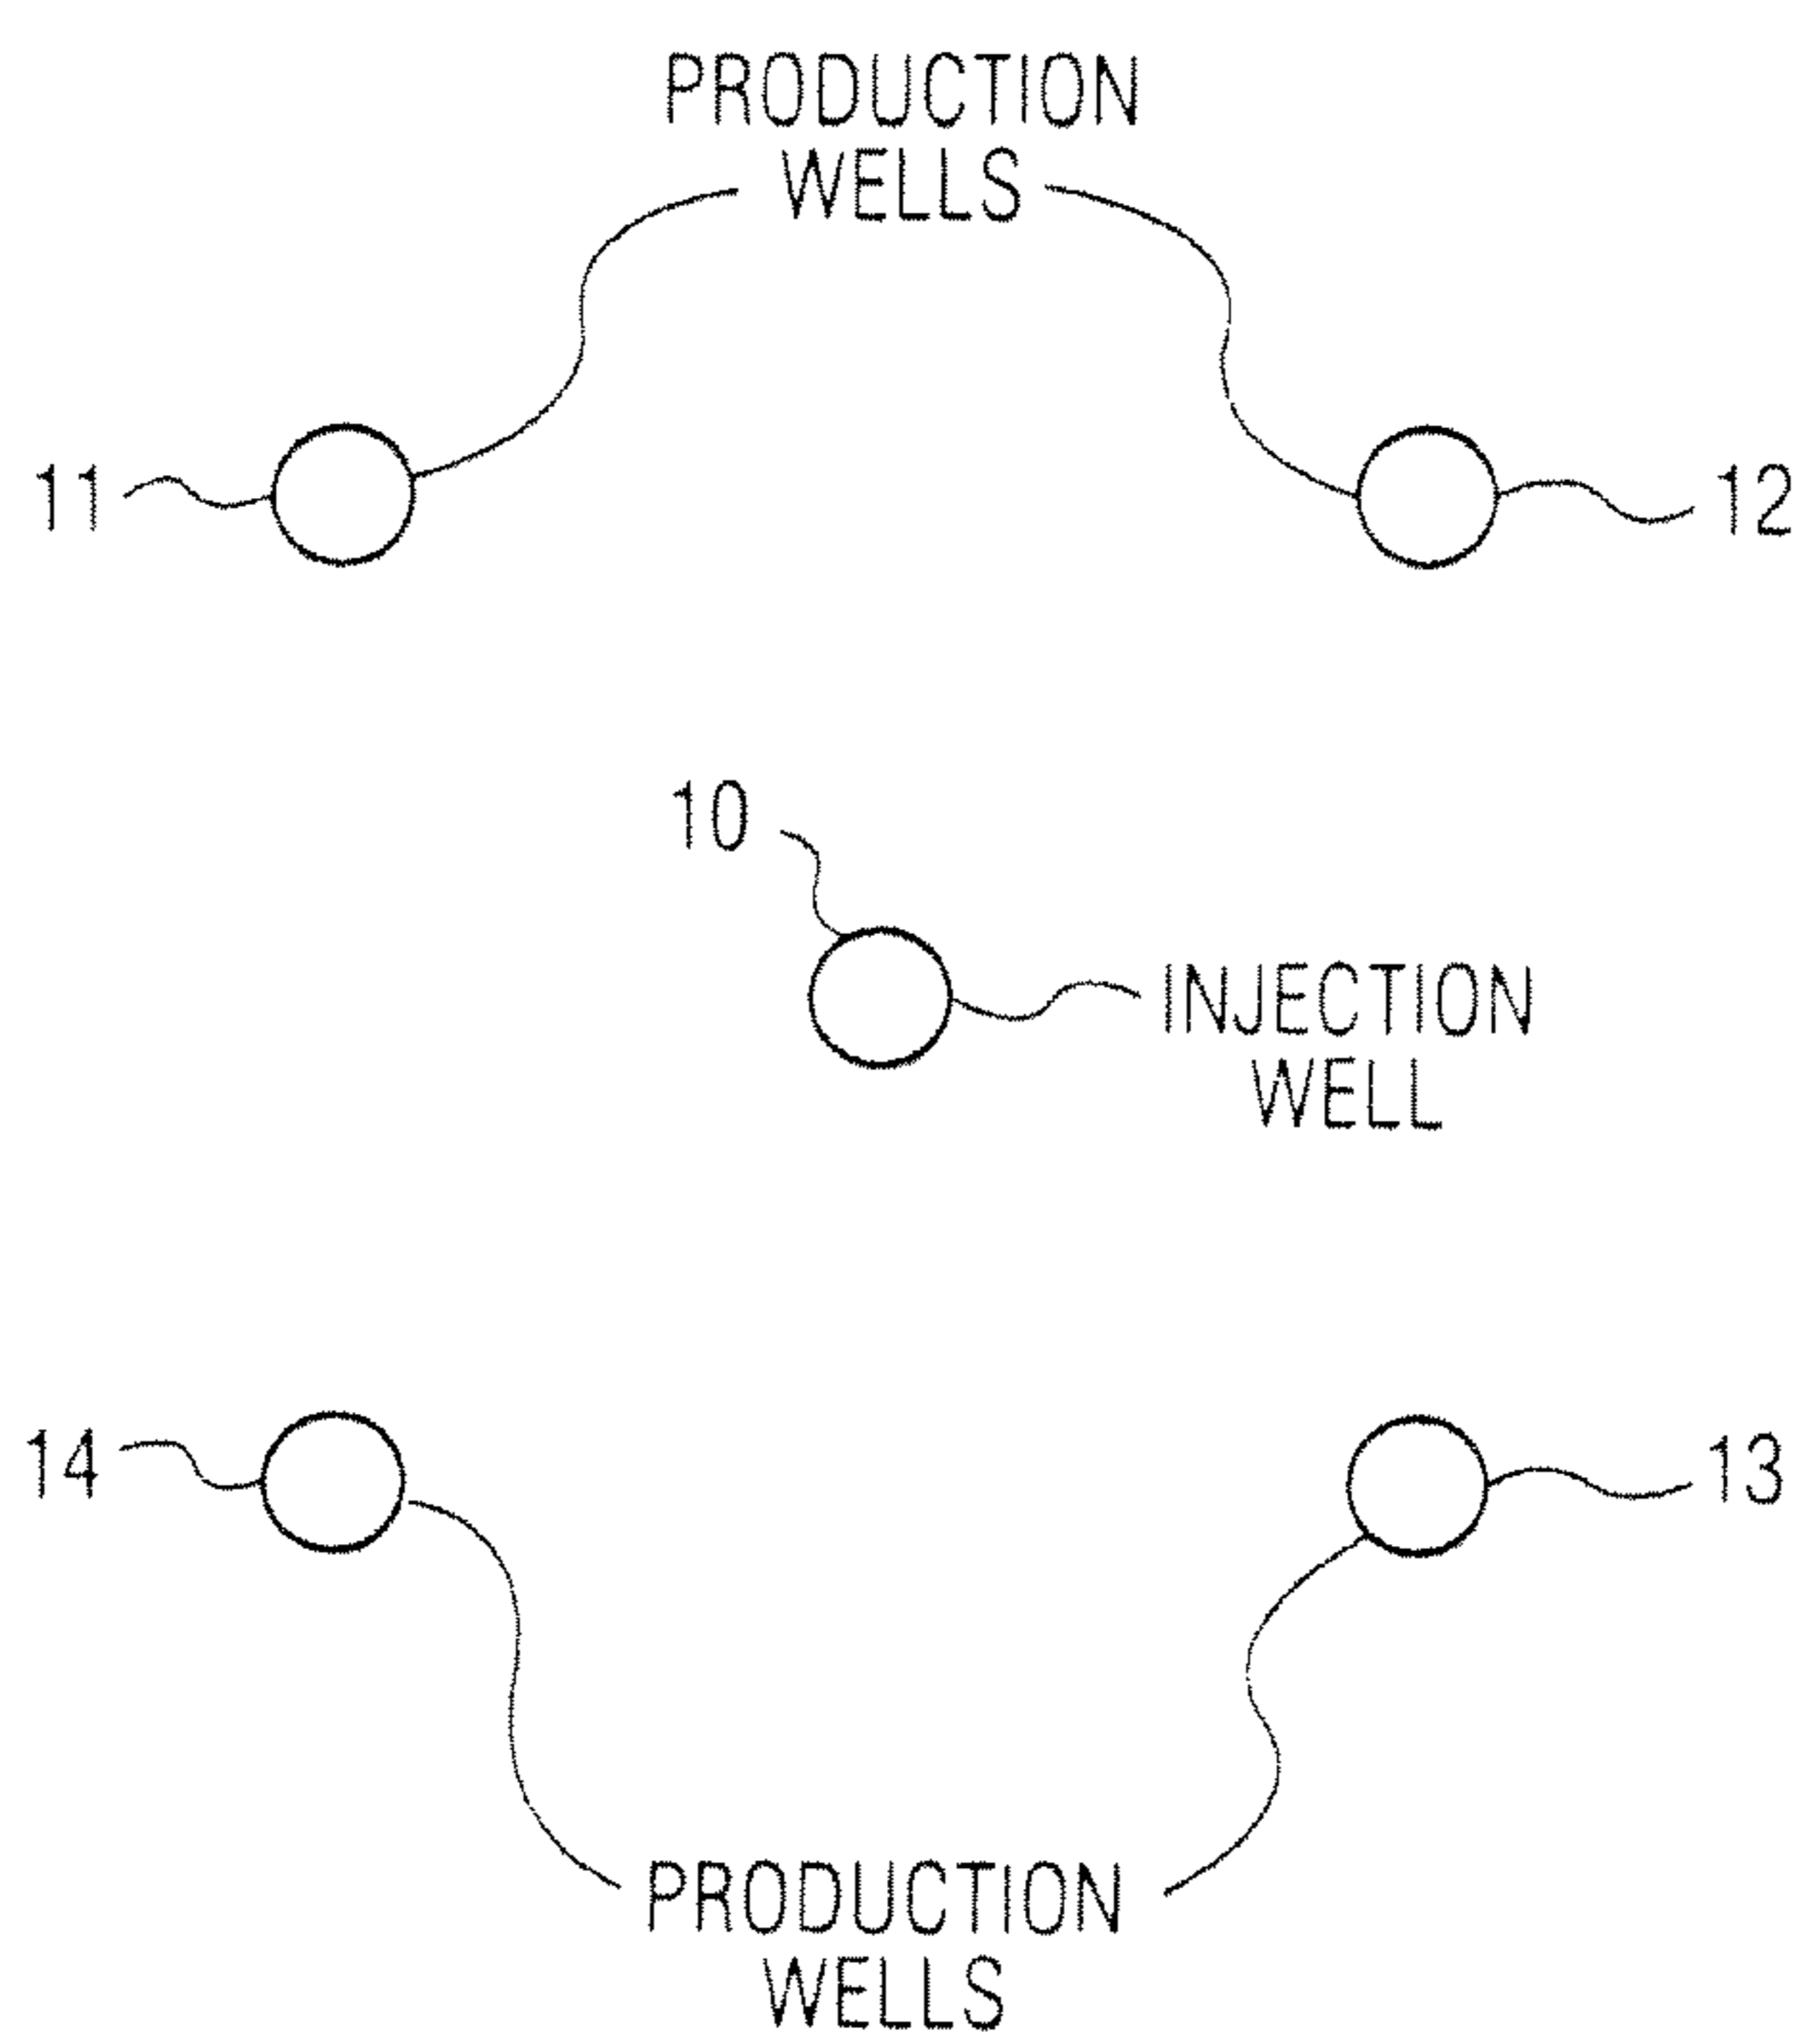 PRODUCTION
WELLS
11
12
10
INJECTION
WELL
14
13
PRODUCTION
WELLS